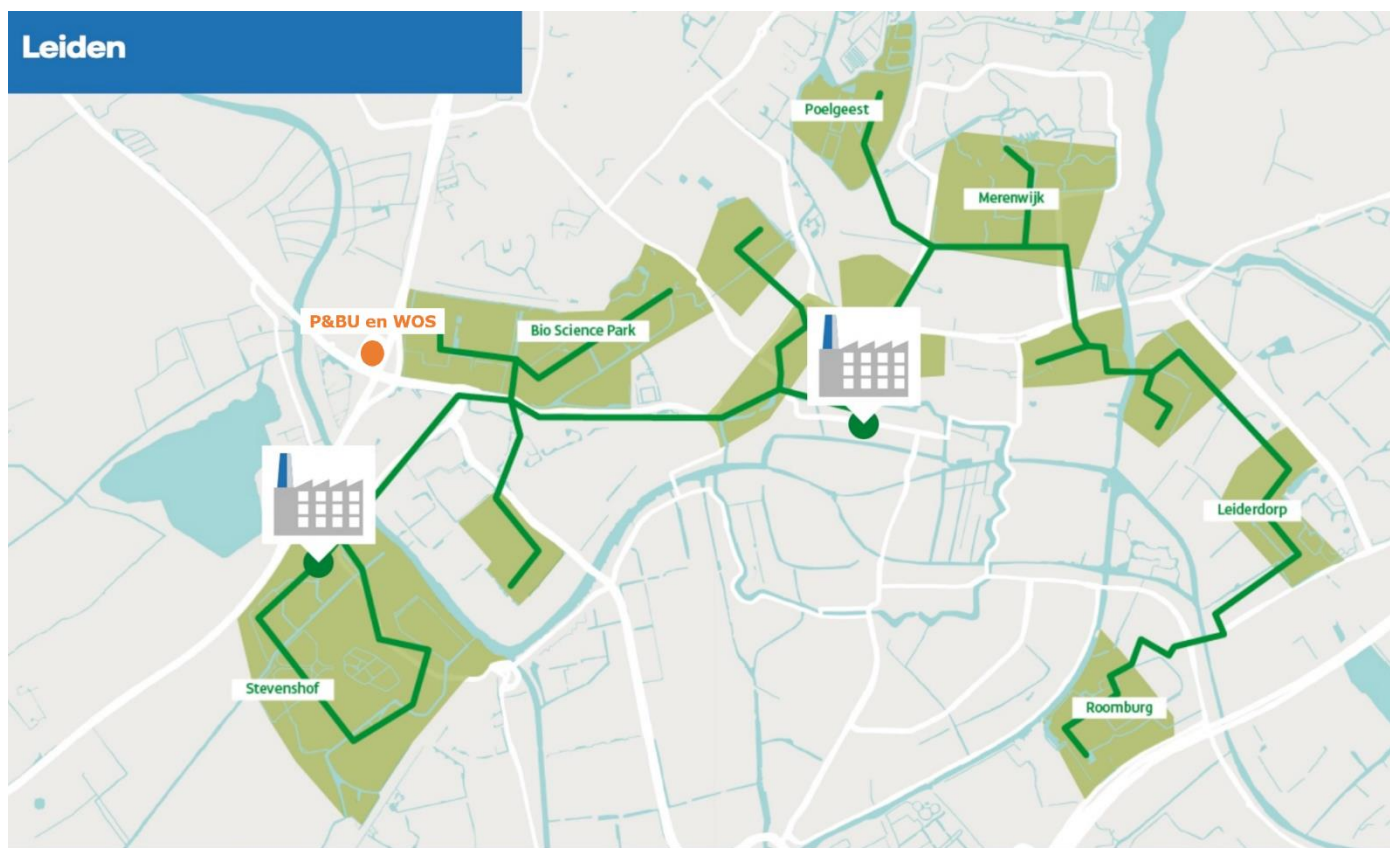 Leiden
Poelgeest
Merenwijk
P&BU en WOS
Bio Science Park
Leiderdorp
Stevenshof
Roomburg